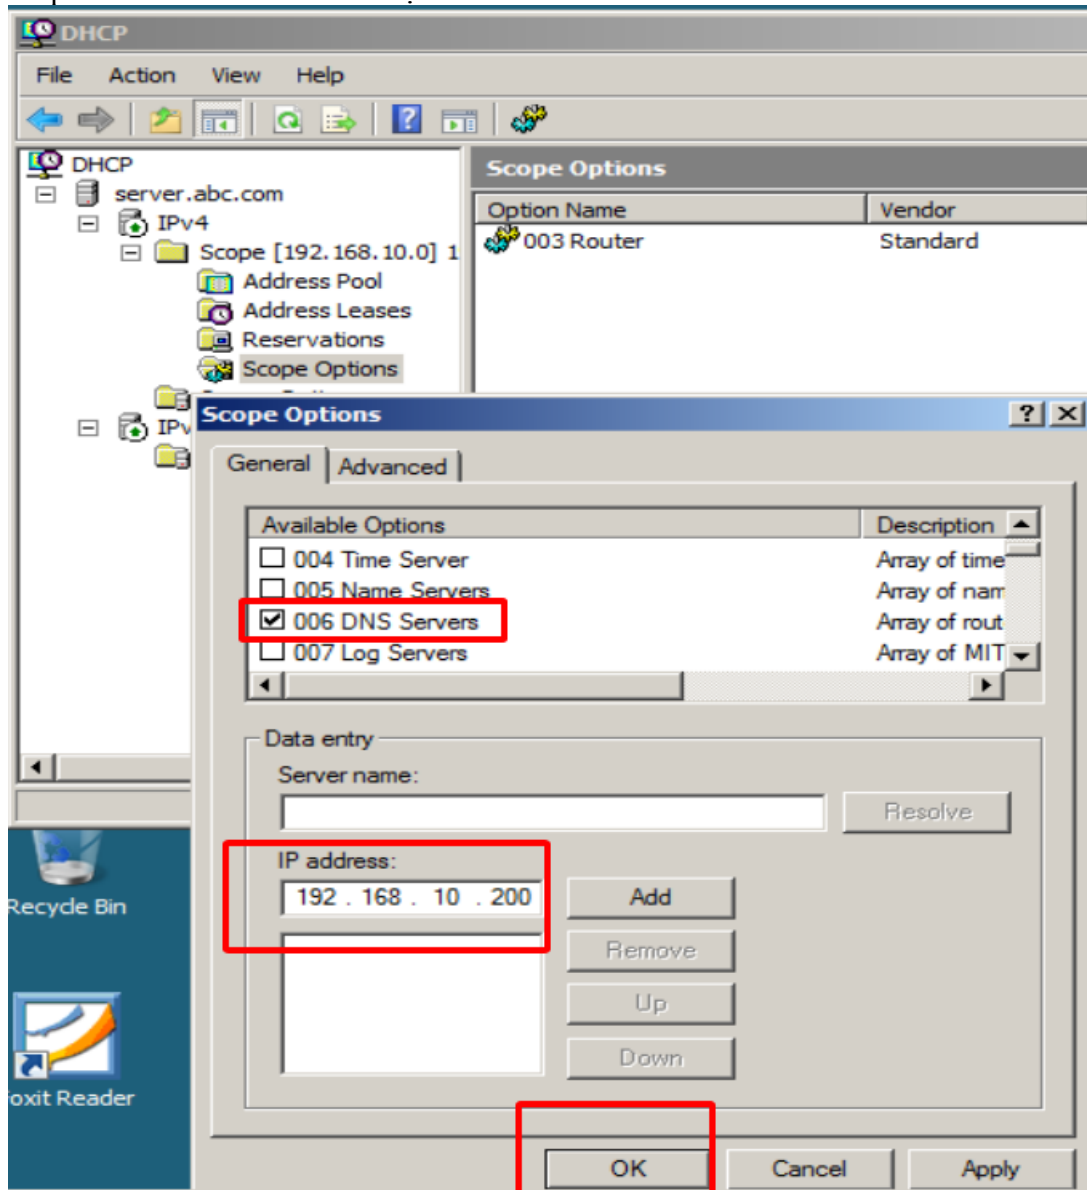 DHCP
File Action View Help
DHCP
server.abc.com
IPv4
Scope [192.168.10.0] 1
Address Pool
Address Leases
Reservations
Scope Options
Scope Options
Option Name Vendor
003 Router Standard
Scope Options
General Advanced
Available Options Description
004 Time Server Array of time
005 Name Servers Array of nam
006 DNS Servers Array of rout
007 Log Servers Array of MIT
Data entry
Server name:
Resolve
IP address:
192 . 168 . 10 . 200
Add
Remove
Up
Down
OK Cancel Apply
Recycle Bin
oxit Reader